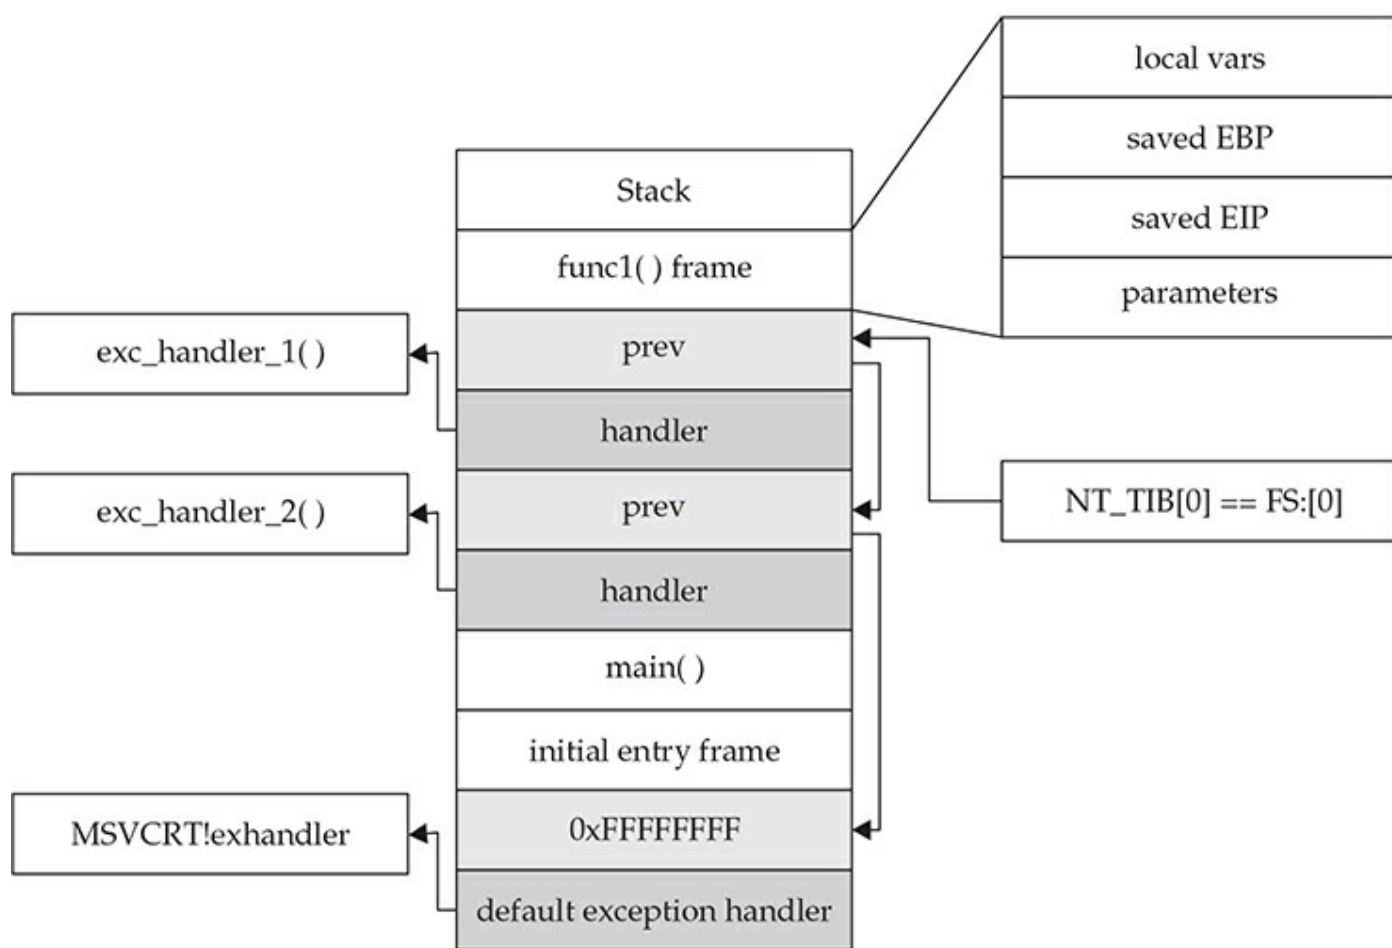 local vars
saved EBP
saved EIP
parameters
Stack
func1( ) frame
prev
handler
prev
handler
main( )
initial entry frame
0xFFFFFFFF
default exception handler
exc_handler_1( )
exc_handler_2( )
MSVCRT!exhandler
NT_TIB[0] == FS:[0]